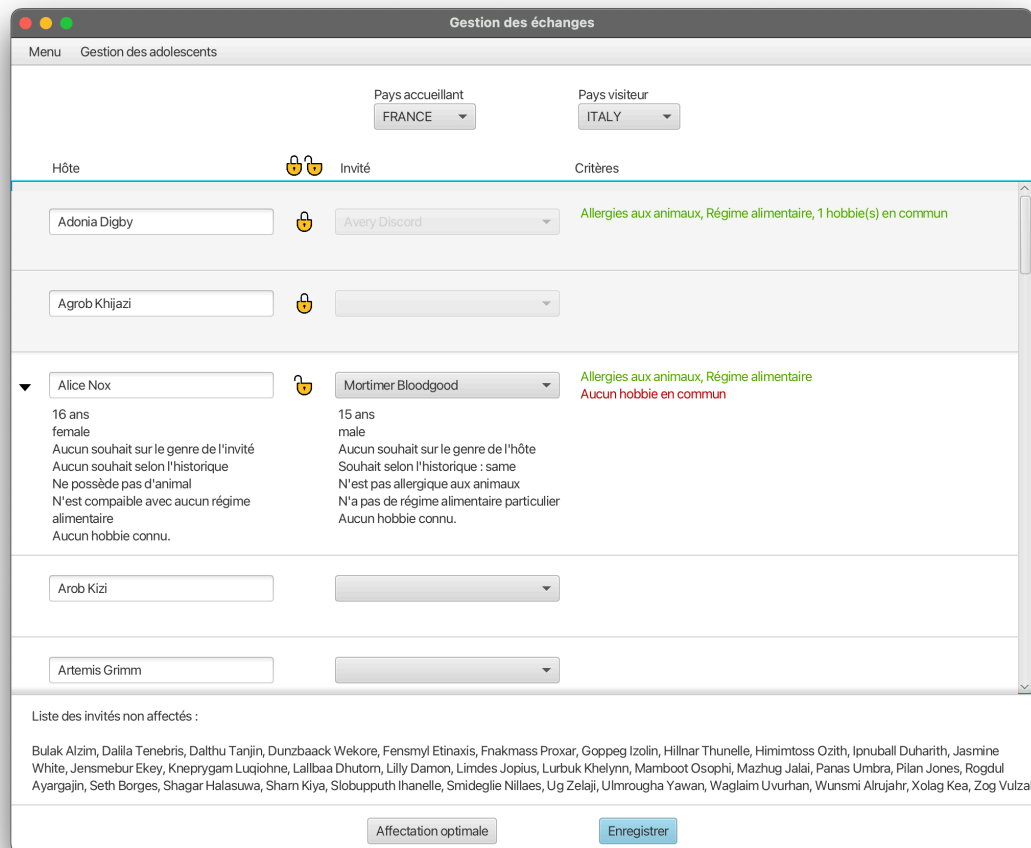 Gestion des échanges
Menu Gestion des adolescents
Pays accueillant Pays visiteur
FRANCE ITALY
Hôte Invité Critères
Adonia Digby Avery Discord Allergies aux animaux, Régime alimentaire, 1 hobbie(s) en commun
Agrob Khijazi
Alice Nox Mortimer Bloodgood Allergies aux animaux, Régime alimentaire
Aucun hobbie en commun
16 ans 15 ans
female male
Aucun souhait sur le genre de l'invité Aucun souhait sur le genre de l'hôte
Aucun souhait selon l'historique Souhait selon l'historique : same
Ne possède pas d'animal N'est pas allergique aux animaux
N'est compaible avec aucun régime N'a pas de régime alimentaire particulier
alimentaire Aucun hobbie connu.
Aucun hobbie connu.
Arob Kizi
Artemis Grimm
Liste des invités non affectés :
Bulak Alzim, Dalila Tenebris, Dalthu Tanjin, Dunzbaack Wekore, Fensmyl Etinaxis, Fnakmass Proxar, Goppeg Izolin, Hillnar Thunelle, Himimtoss Ozith, Ipnuball Duharith, Jasmine
White, Jensmebur Ekey, Kneprygam Luqiohne, Lallbaa Dhutorn, Lilly Damon, Limdes Jopius, Lurbuk Khelynn, Mamboot Osophi, Mazhug Jalai, Panas Umbra, Pilan Jones, Rogdul
Ayargajin, Seth Borges, Shagar Halasuwa, Sharn Kiya, Slobupputh Ihanelle, Smideglie Nillaes, Ug Zelaji, Ulmrougha Yawan, Waglaim Uvurhan, Wunsmi Alrujahr, Xolag Kea, Zog Vulzal
Affectation optimale Enregistrer